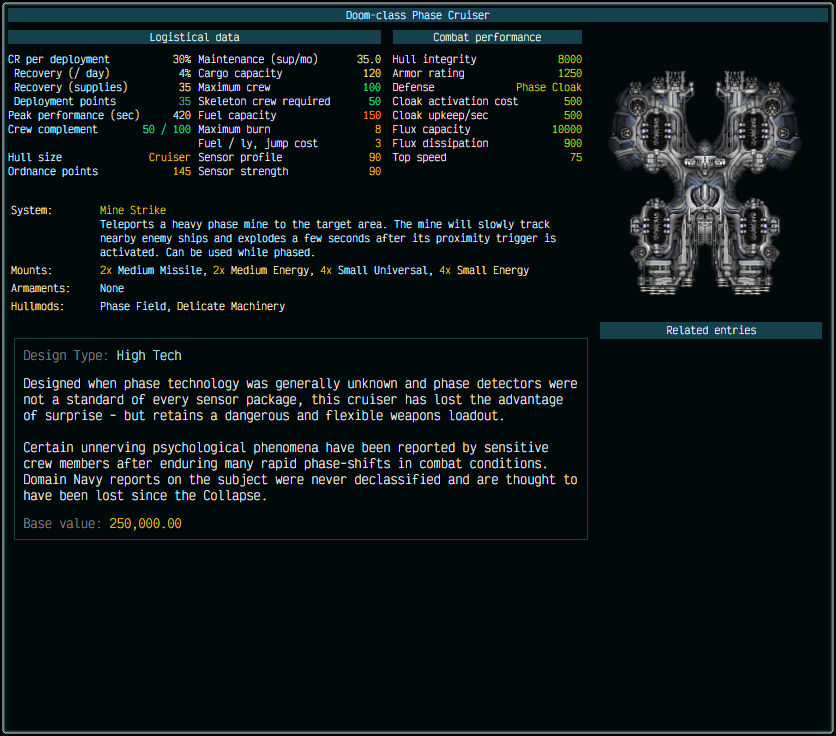 Doom-class Phase Cruiser
Logistical data
CR per deployment 30% Maintenance (sup/mo) 35.0
Recovery (/ day) 4% Cargo capacity 120
Recovery (supplies) 35 Maximum crew 100
Deployment points 35 Skeleton crew required 50
Peak performance (sec) 420 Fuel capacity 150
Crew complement 50 / 100 Maximum burn 8
Fuel / ly, jump cost 3
Hull size Cruiser Sensor profile 90
Ordnance points 145 Sensor strength 90
Combat performance
Hull integrity 8000
Armor rating 1250
Defense Phase Cloak
Cloak activation cost 500
Cloak upkeep/sec 500
Flux capacity 10000
Flux dissipation 900
Top speed 75
System: Mine Strike
Teleports a heavy phase mine to the target area. The mine will slowly track
nearby enemy ships and explodes a few seconds after its proximity trigger is
activated. Can be used while phased.
Mounts: 2x Medium Missile, 2x Medium Energy, 4x Small Universal, 4x Small Energy
Armaments: None
Hullmods: Phase Field, Delicate Machinery
Related entries
Design Type: High Tech
Designed when phase technology was generally unknown and phase detectors were
not a standard of every sensor package, this cruiser has lost the advantage
of surprise - but retains a dangerous and flexible weapons loadout.
Certain unnerving psychological phenomena have been reported by sensitive
crew members after enduring many rapid phase-shifts in combat conditions.
Domain Navy reports on the subject were never declassified and are thought to
have been lost since the Collapse.
Base value: 250,000.00